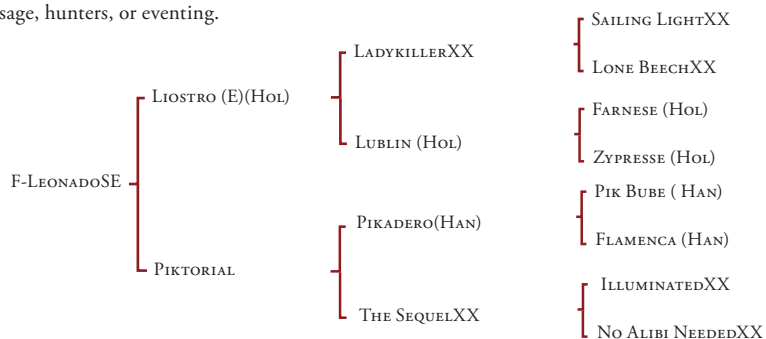 sage, hunters, or eventing.
Sailing LightXX
LadykillerXX
Lone BeechXX
Liostro (E)(Hol)
Farnese (Hol)
Lublin (Hol)
Zypresse (Hol)
F-LeonadoSE
Pik Bube ( Han)
Pikadero(Han)
Flamenca (Han)
Piktorial
IlluminatedXX
The SequelXX
No Alibi NeededXX